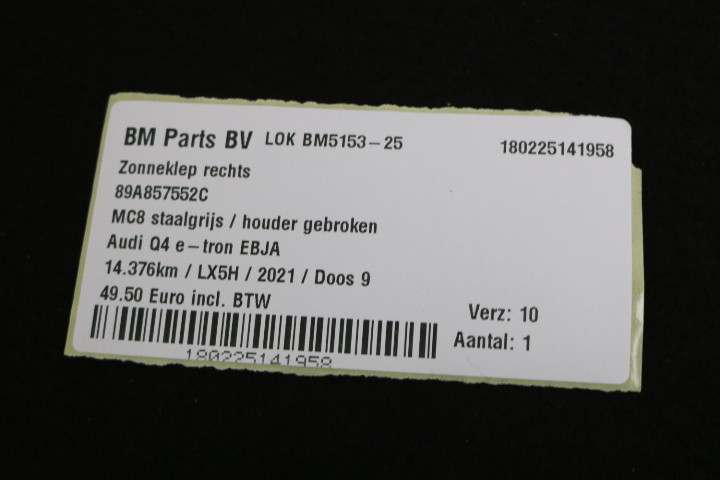 BM Parts BV LOK BM5153-25 180225141958
Zonneklep rechts
89A857552C
MC8 staalgrijs / houder gebroken
Audi Q4 e-tron EBJA
14.376km / LX5H / 2021 / Doos 9
49.50 Euro incl. BTW
Verz: 10
Aantal: 1
180225141958